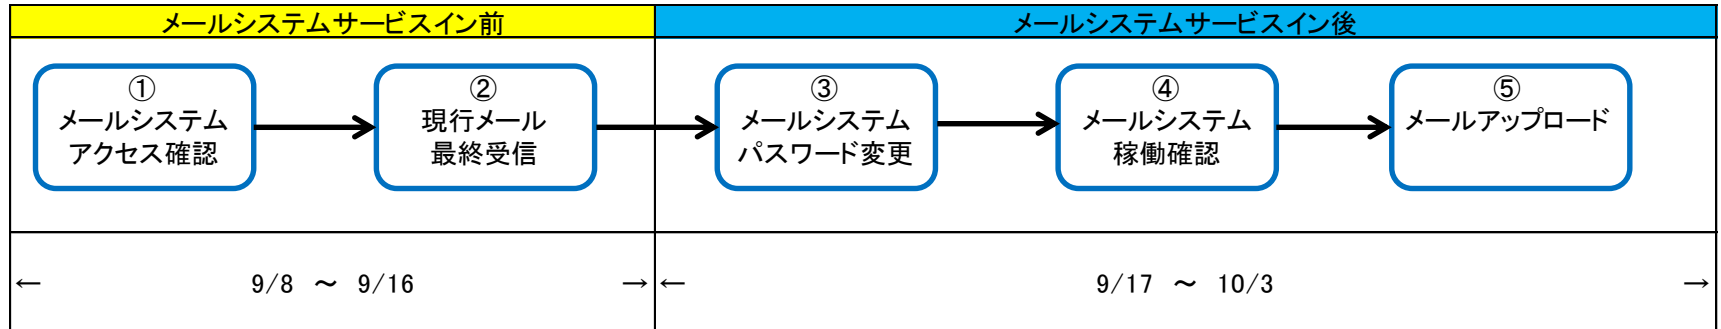 メールシステムサービスイン前
メールシステムサービスイン後
①
メールシステム
アクセス確認
②
現行メール
最終受信
③
メールシステム
パスワード変更
④
メールシステム
稼働確認
⑤
メールアップロード
← 9/8 ～ 9/16 →
← 9/17 ～ 10/3 →